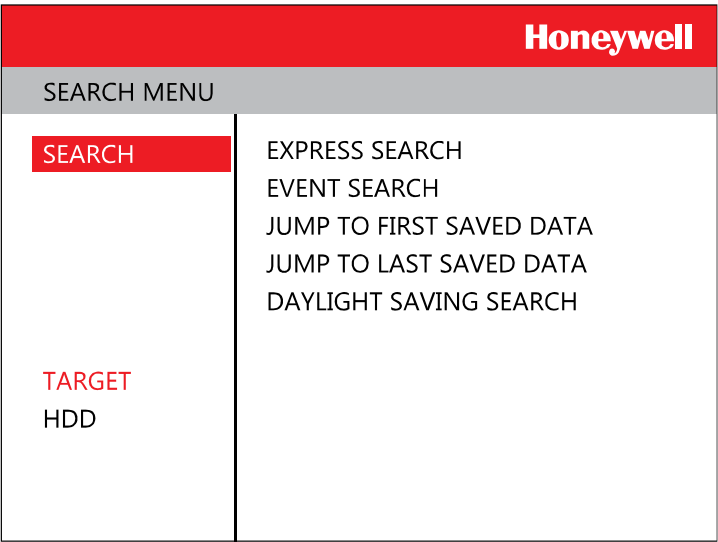 Honeywell
SEARCH MENU
SEARCH
EXPRESS SEARCH
EVENT SEARCH
JUMP TO FIRST SAVED DATA
JUMP TO LAST SAVED DATA
DAYLIGHT SAVING SEARCH
TARGET
HDD